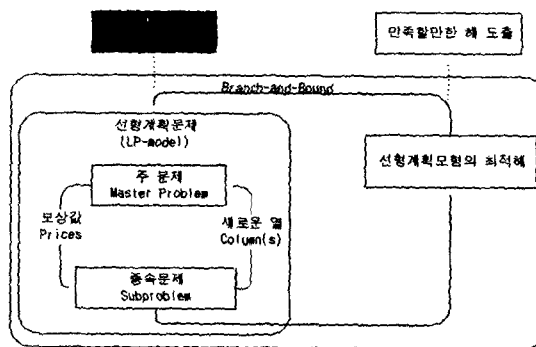 만족할만한 해 도출
Branch-and-Bound
선형계획문제
(LP-model)
주 문제
Master Problem
선형계획모형의 최적해
보상값
Prices
새로운 열
Column(s)
종속문제
Subproblem